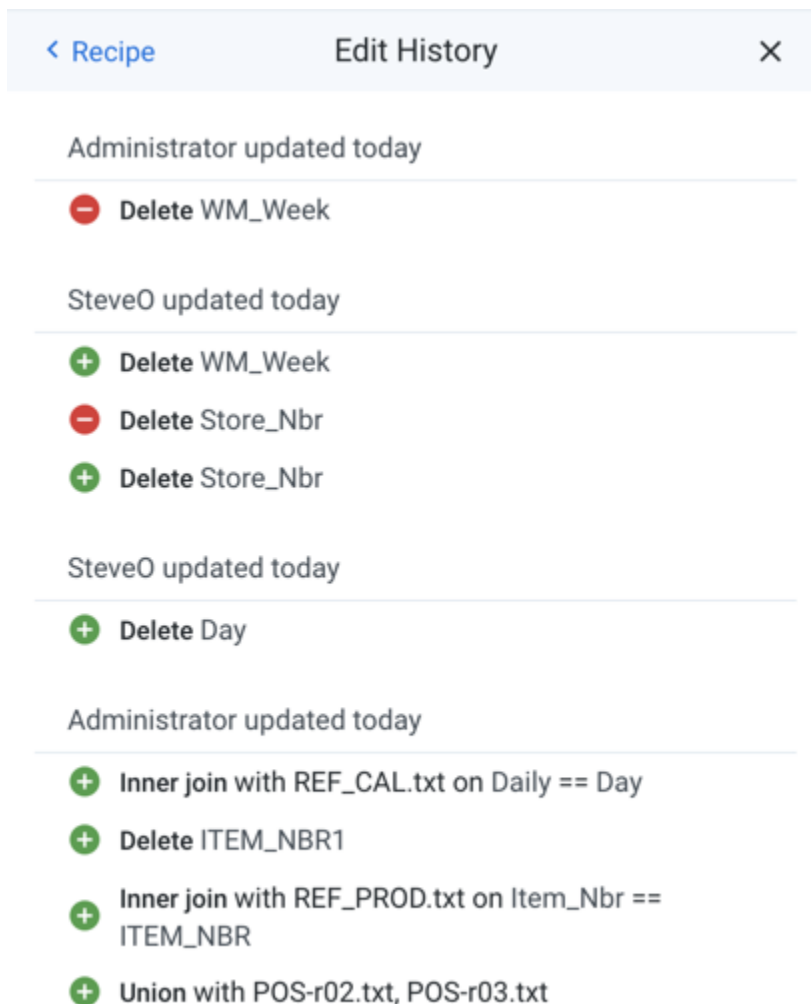 Recipe
Edit History
Administrator updated today
Delete WM_Week
SteveO updated today
Delete WM_Week
Delete Store_Nbr
Delete Store_Nbr
SteveO updated today
Delete Day
Administrator updated today
Inner join with REF_CAL.txt on Daily == Day
Delete ITEM_NBR1
Inner join with REF_PROD.txt on Item_Nbr ==
ITEM_NBR
Union with POS-r02.txt, POS-r03.txt